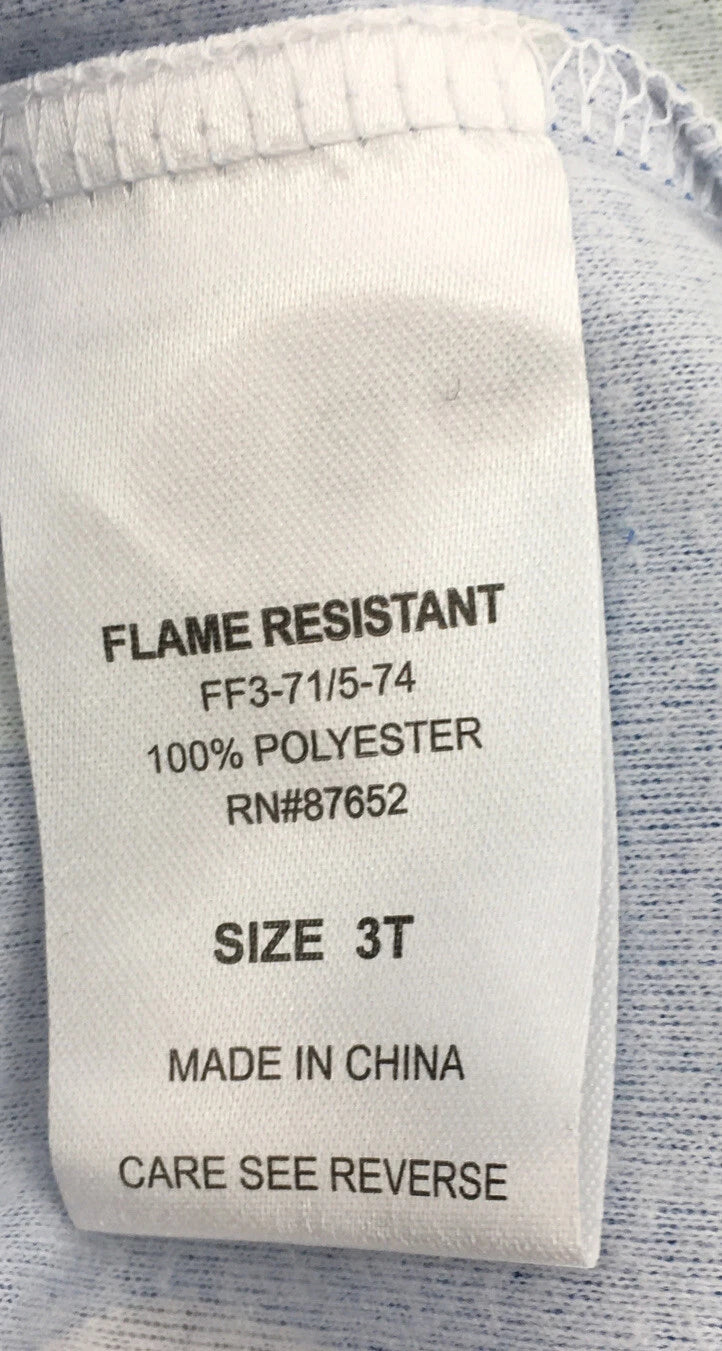 FLAME RESISTANT
FF3-71/5-74
100% POLYESTER
RN#87652
SIZE 3T
MADE IN CHINA
CARE SEE REVERSE